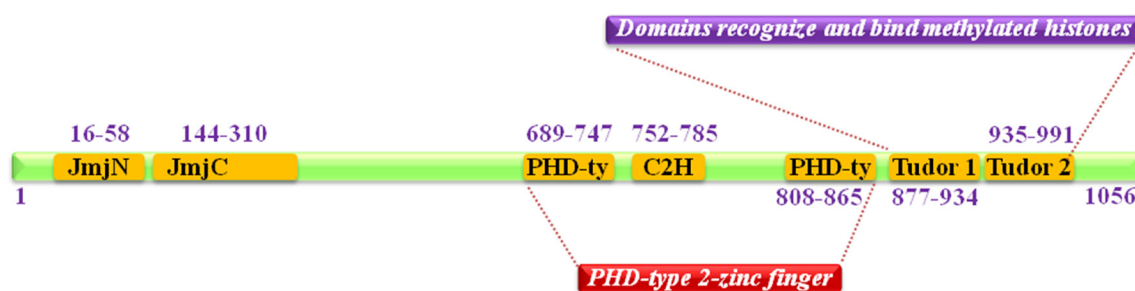 Domains recognize and bind methylated histones
16-58 144-310 689-747 752-785 935-991
JmjN JmjC PHD-ty C2H PHD-ty Tudor 1 Tudor 2
1 808-865 877-934 1056
PHD-type 2-zinc finger